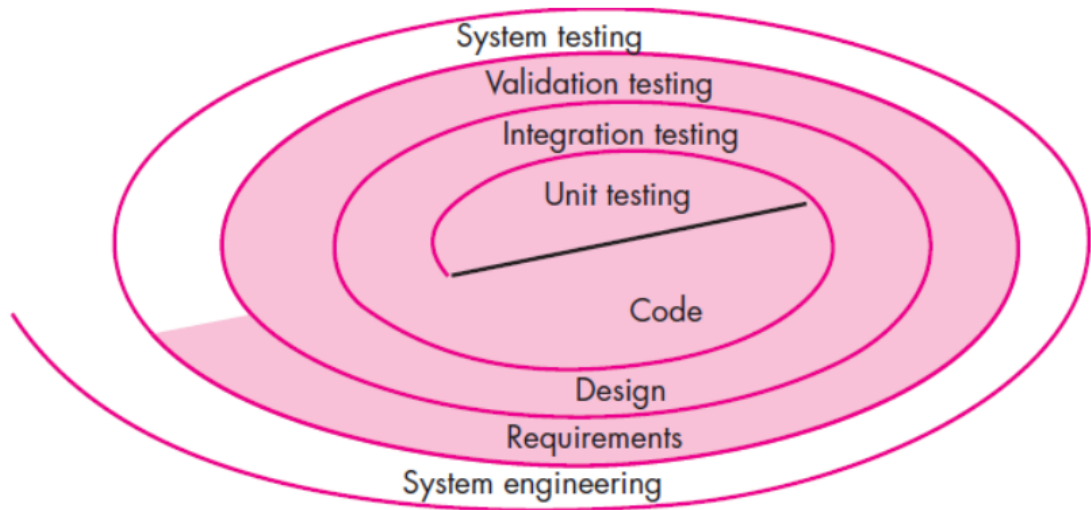 System testing
Validation testing
Integration testing
Unit testing
Code
Design
Requirements
System engineering